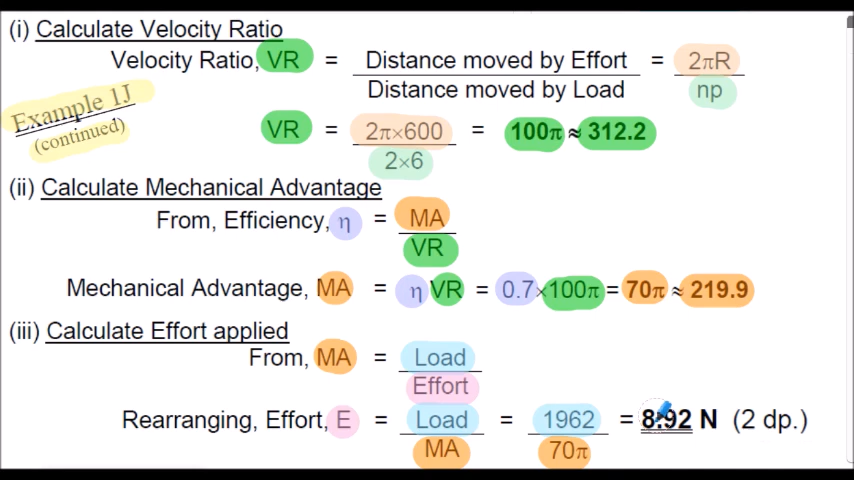 (i) Calculate Velocity Ratio
Velocity Ratio, VR = Distance moved by Effort = 2πR
Distance moved by Load np
Example 1J
(continued)
VR = 2π×600 = 100π ≈ 312.2
2×6
(ii) Calculate Mechanical Advantage
From, Efficiency, η = MA
VR
Mechanical Advantage, MA = η VR = 0.7×100π = 70π ≈ 219.9
(iii) Calculate Effort applied
From, MA = Load
Effort
Rearranging, Effort, E = Load = 1962 = 8.92 N (2 dp.)
MA 70π